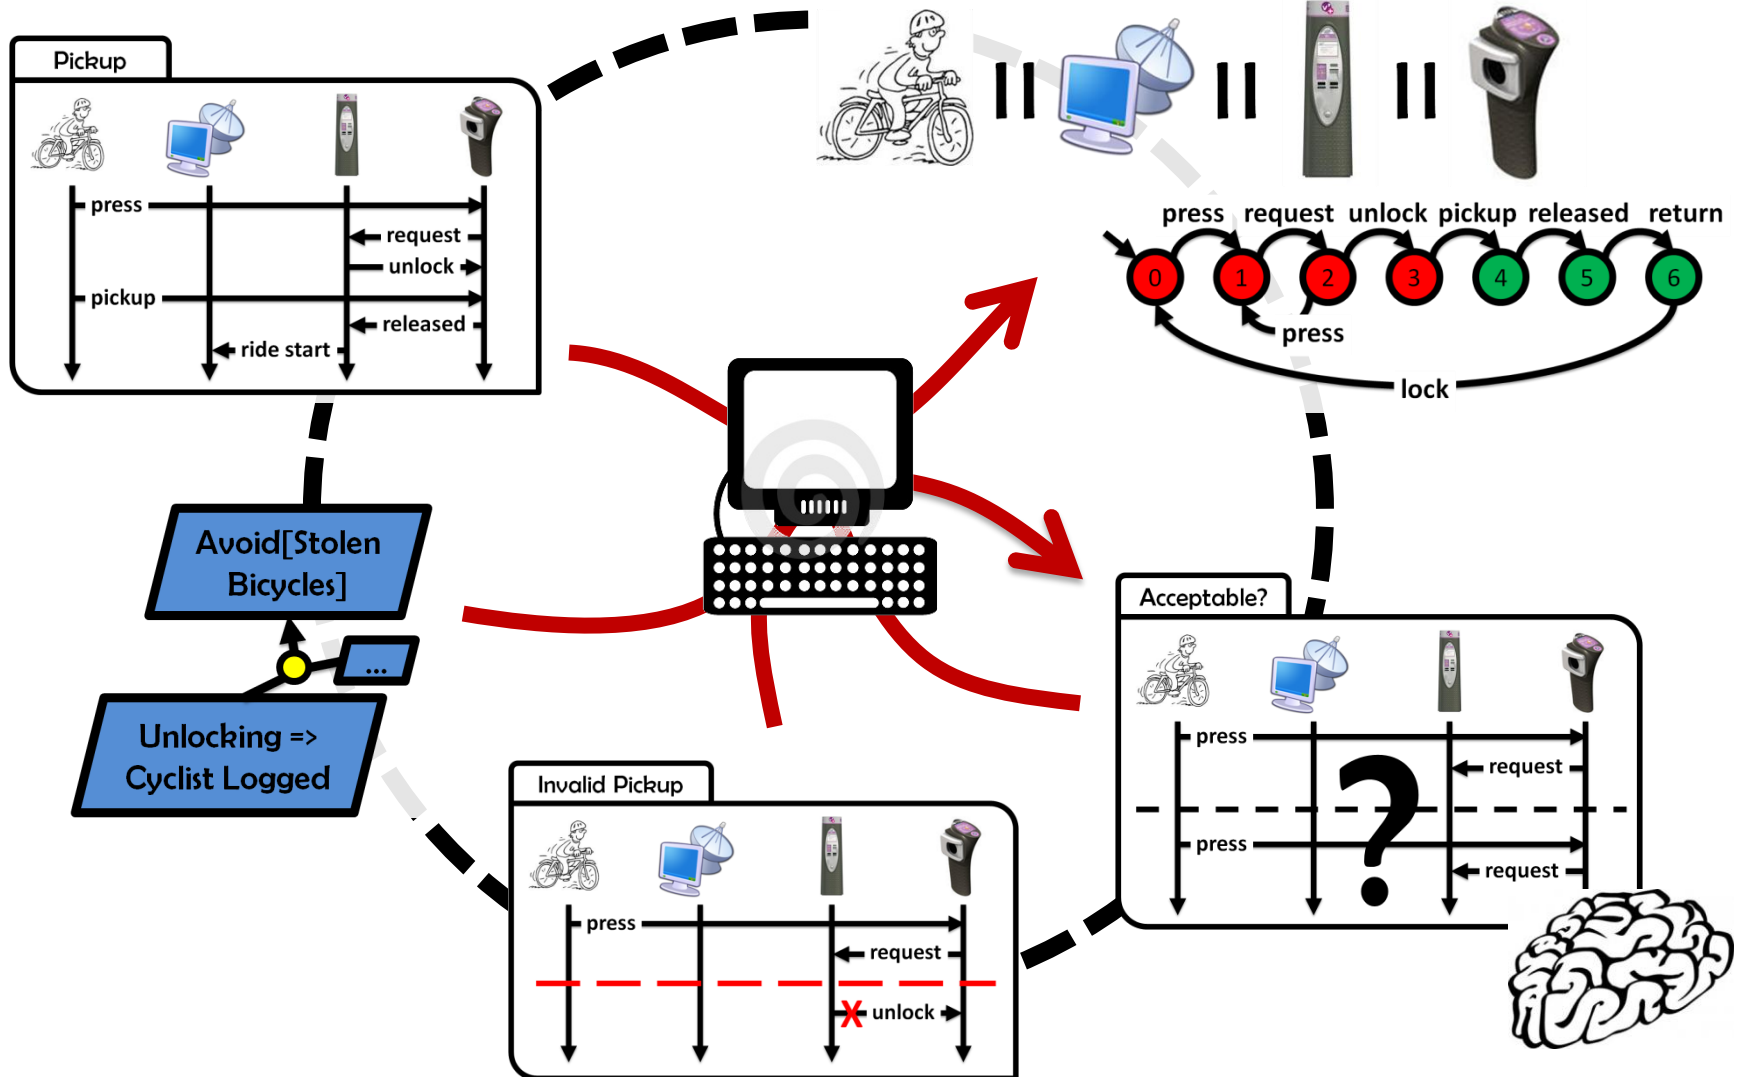 Pickup
press
request
unlock
pickup
released
ride start
||
||
||
press request unlock pickup released return
0 1 2 3 4 5 6
press
lock
Avoid[Stolen
Bicycles]
...
Unlocking =>
Cyclist Logged
Invalid Pickup
press
request
X unlock
Acceptable?
press
request
?
press
request